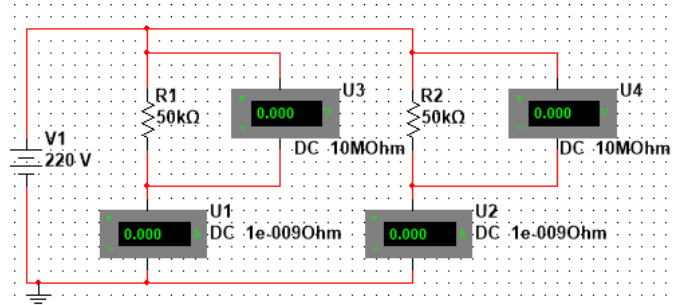 R1
50kΩ
U3
0.000
V
DC 10MOhm
R2
50kΩ
U4
0.000
V
DC 10MOhm
V1
220 V
U1
0.000
A
DC 1e-009Ohm
U2
0.000
A
DC 1e-009Ohm